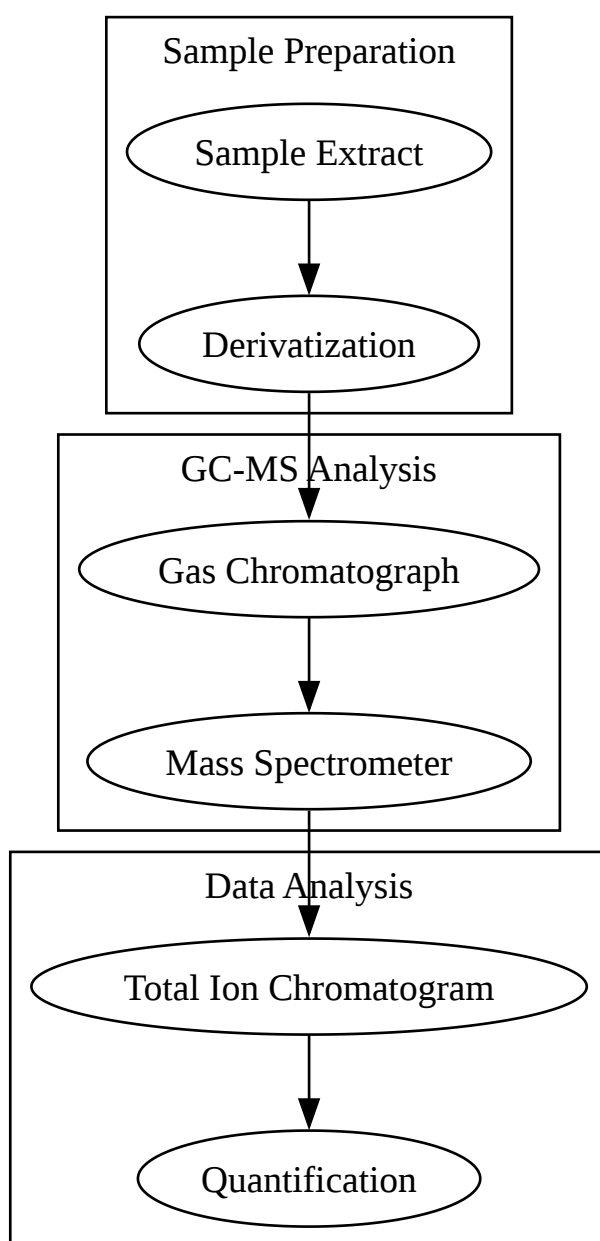 Sample Preparation
Sample Extract
Derivatization
GC-MS Analysis
Gas Chromatograph
Mass Spectrometer
Data Analysis
Total Ion Chromatogram
Quantification